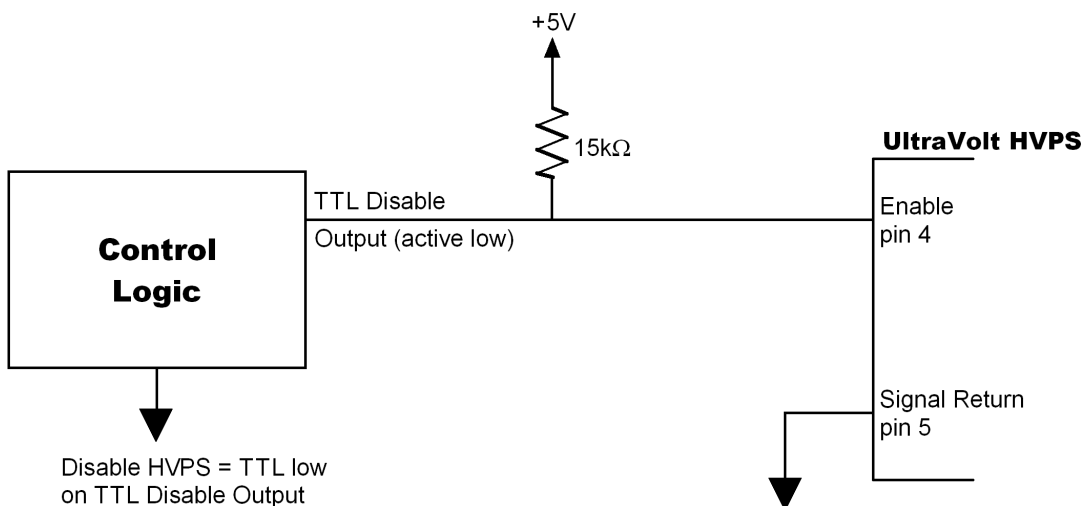 +5V
15kΩ
UltraVolt HVPS
TTL Disable
Output (active low)
Enable
pin 4
Control
Logic
Signal Return
pin 5
Disable HVPS = TTL low
on TTL Disable Output